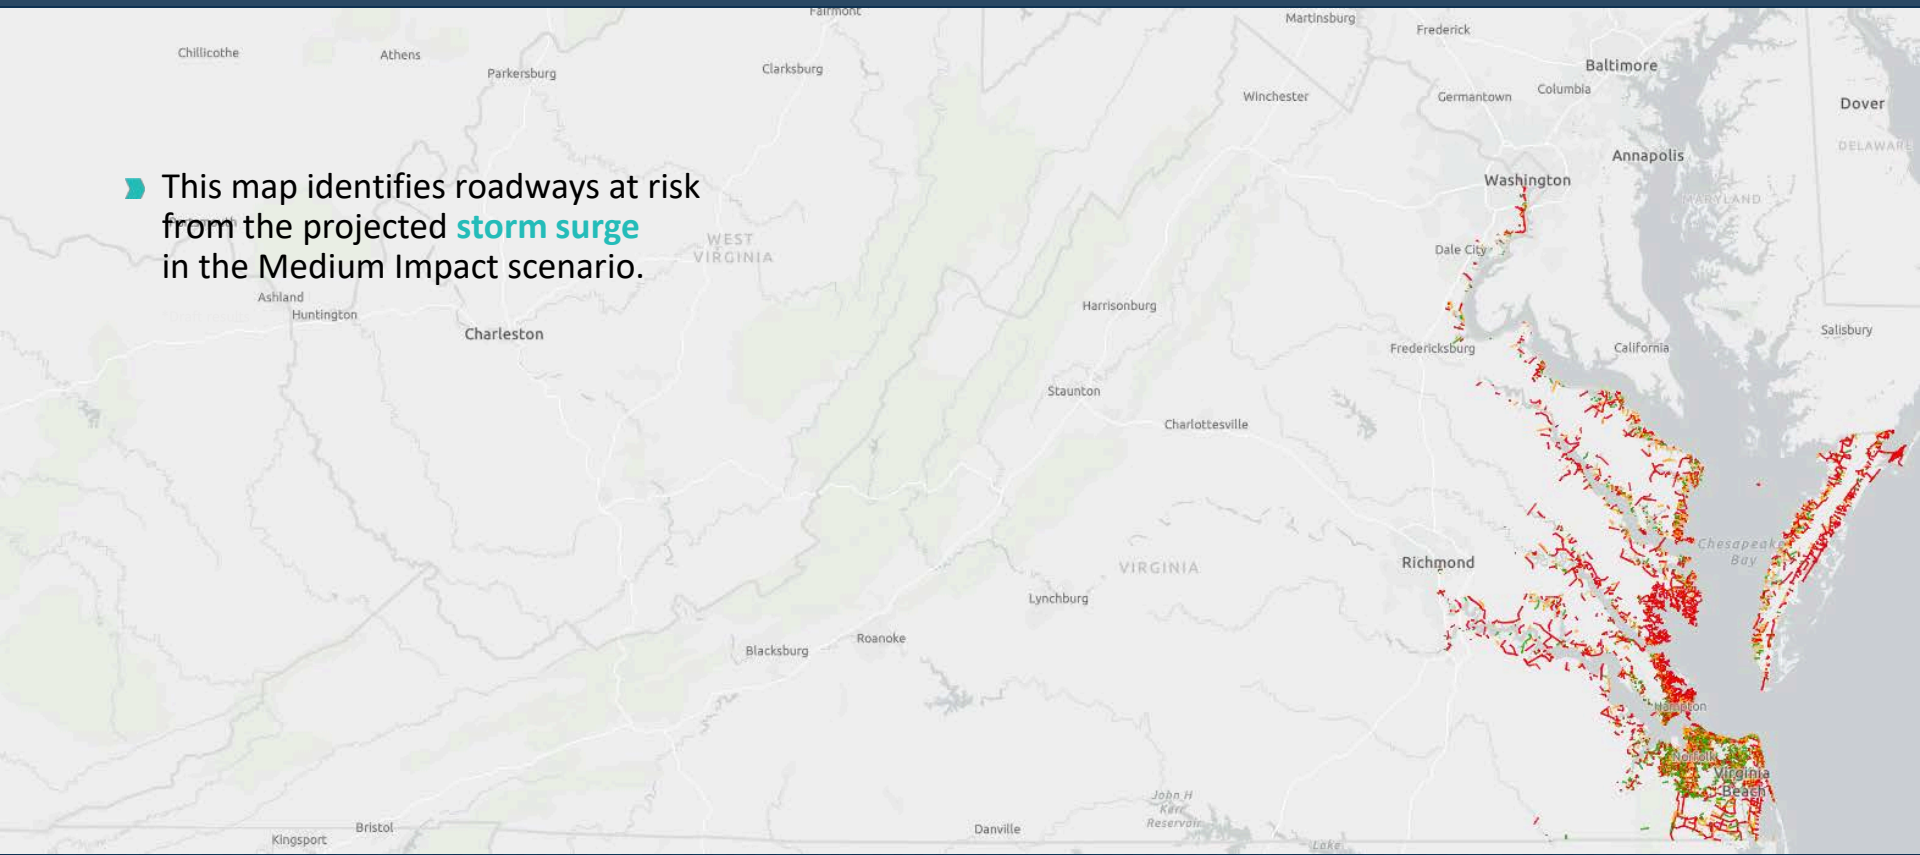 Fairmont
Martinsburg
Frederick
Chillicothe
Athens
Parkersburg
Clarksburg
Baltimore
Winchester
Germantown
Columbia
Dover
DELAWARE
Annapolis
Washington
MARYLAND
This map identifies roadways at risk
from the projected storm surge
in the Medium Impact scenario.
WEST
VIRGINIA
Dale City
Ashland
Huntington
Charleston
Harrisonburg
Salisbury
Fredericksburg
California
Staunton
Charlottesville
Chesapeake
Bay
Richmond
VIRGINIA
Lynchburg
Roanoke
Blacksburg
Hampton
Norfolk
Virginia
Beach
John H
Kerr
Reservoir
Bristol
Kingsport
Danville
Lake